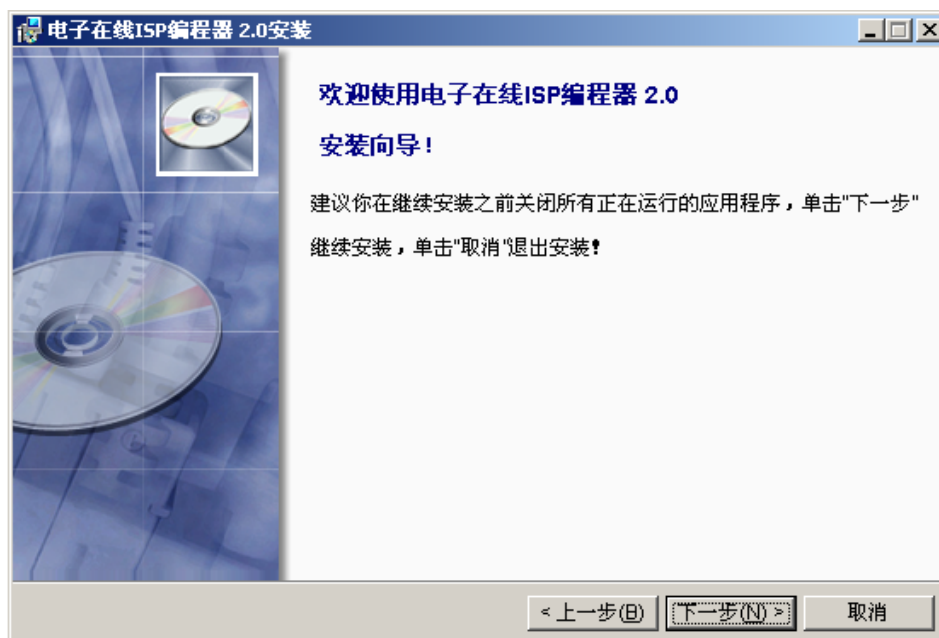 电子在线ISP编程器 2.0安装
欢迎使用电子在线ISP编程器 2.0
安装向导！
建议你在继续安装之前关闭所有正在运行的应用程序，单击"下一步"
继续安装，单击"取消"退出安装！
< 上一步(B) 下一步(N) > 取消